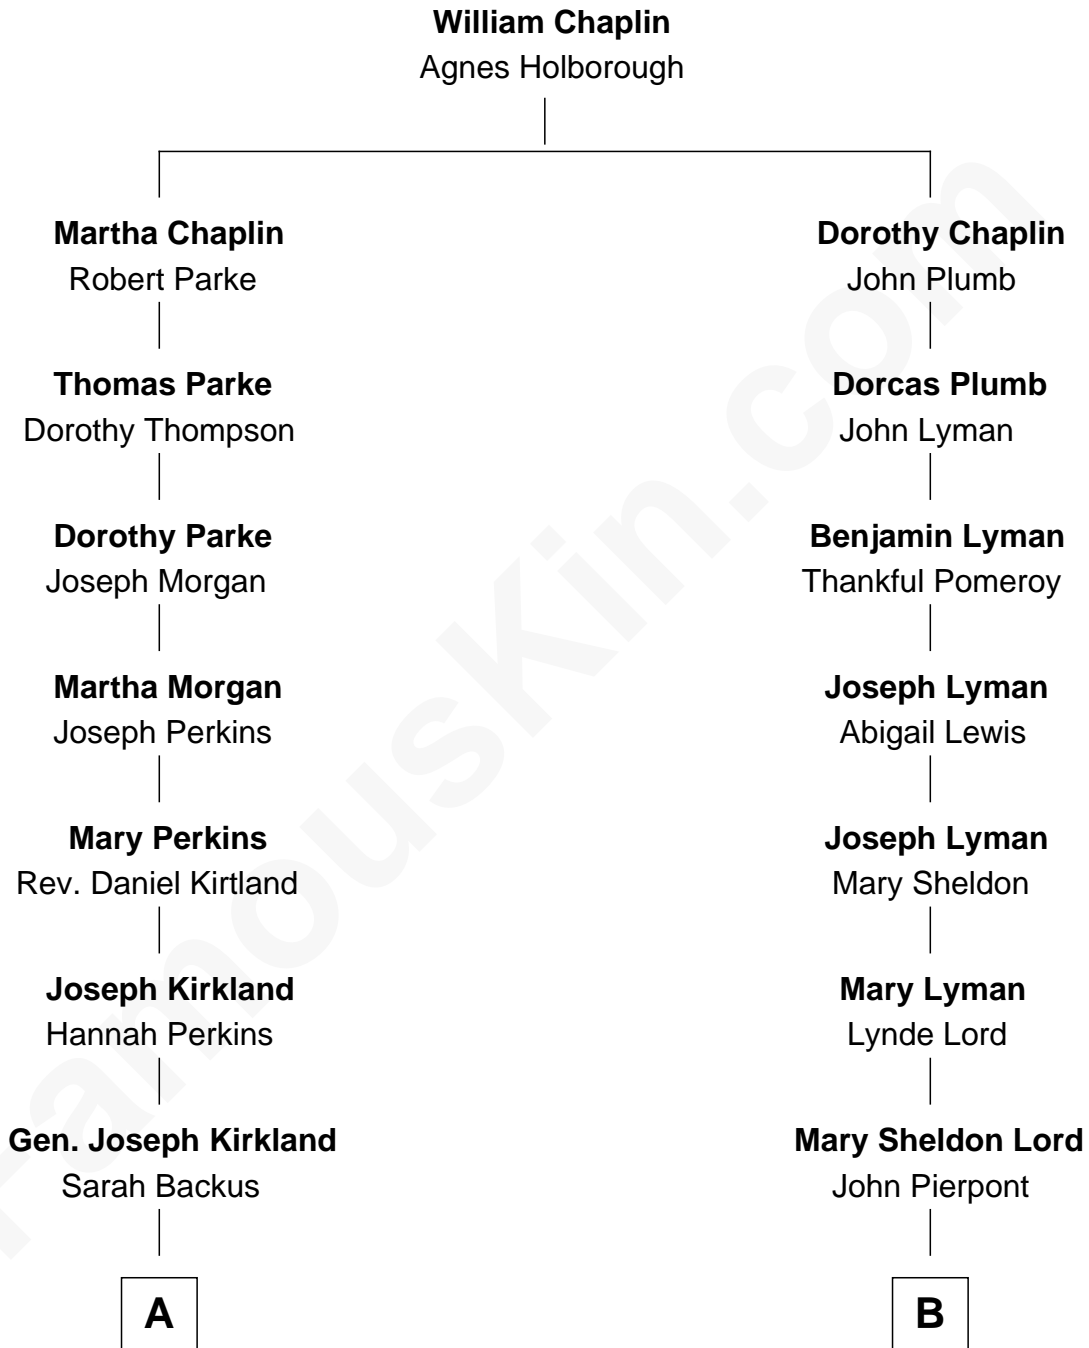 William Chaplin
Agnes Holborough
Martha Chaplin
Robert Parke
Dorothy Chaplin
John Plumb
Thomas Parke
Dorothy Thompson
Dorcas Plumb
John Lyman
Dorothy Parke
Joseph Morgan
Benjamin Lyman
Thankful Pomeroy
Martha Morgan
Joseph Perkins
Joseph Lyman
Abigail Lewis
Mary Perkins
Rev. Daniel Kirtland
Joseph Lyman
Mary Sheldon
Joseph Kirkland
Hannah Perkins
Mary Lyman
Lynde Lord
Gen. Joseph Kirkland
Sarah Backus
Mary Sheldon Lord
John Pierpont
A
B
FamousKin.com